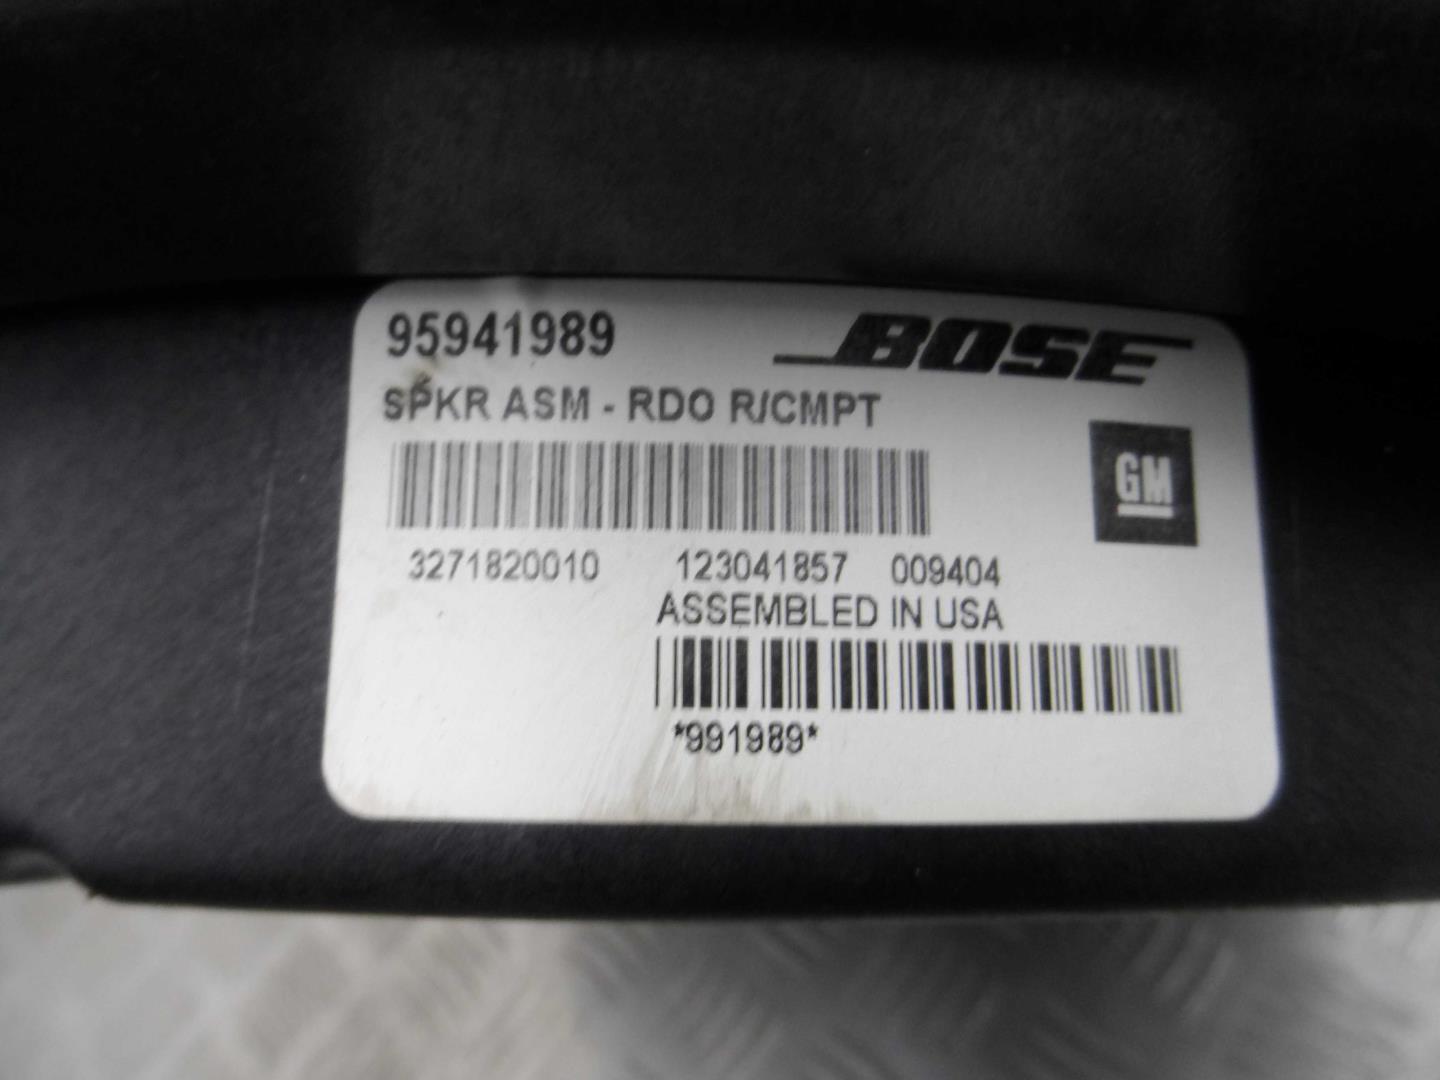 95941989
BOSE
SPKR ASM - RDO R/CMPT
GM
3271820010 123041857 009404
ASSEMBLED IN USA
*991989*